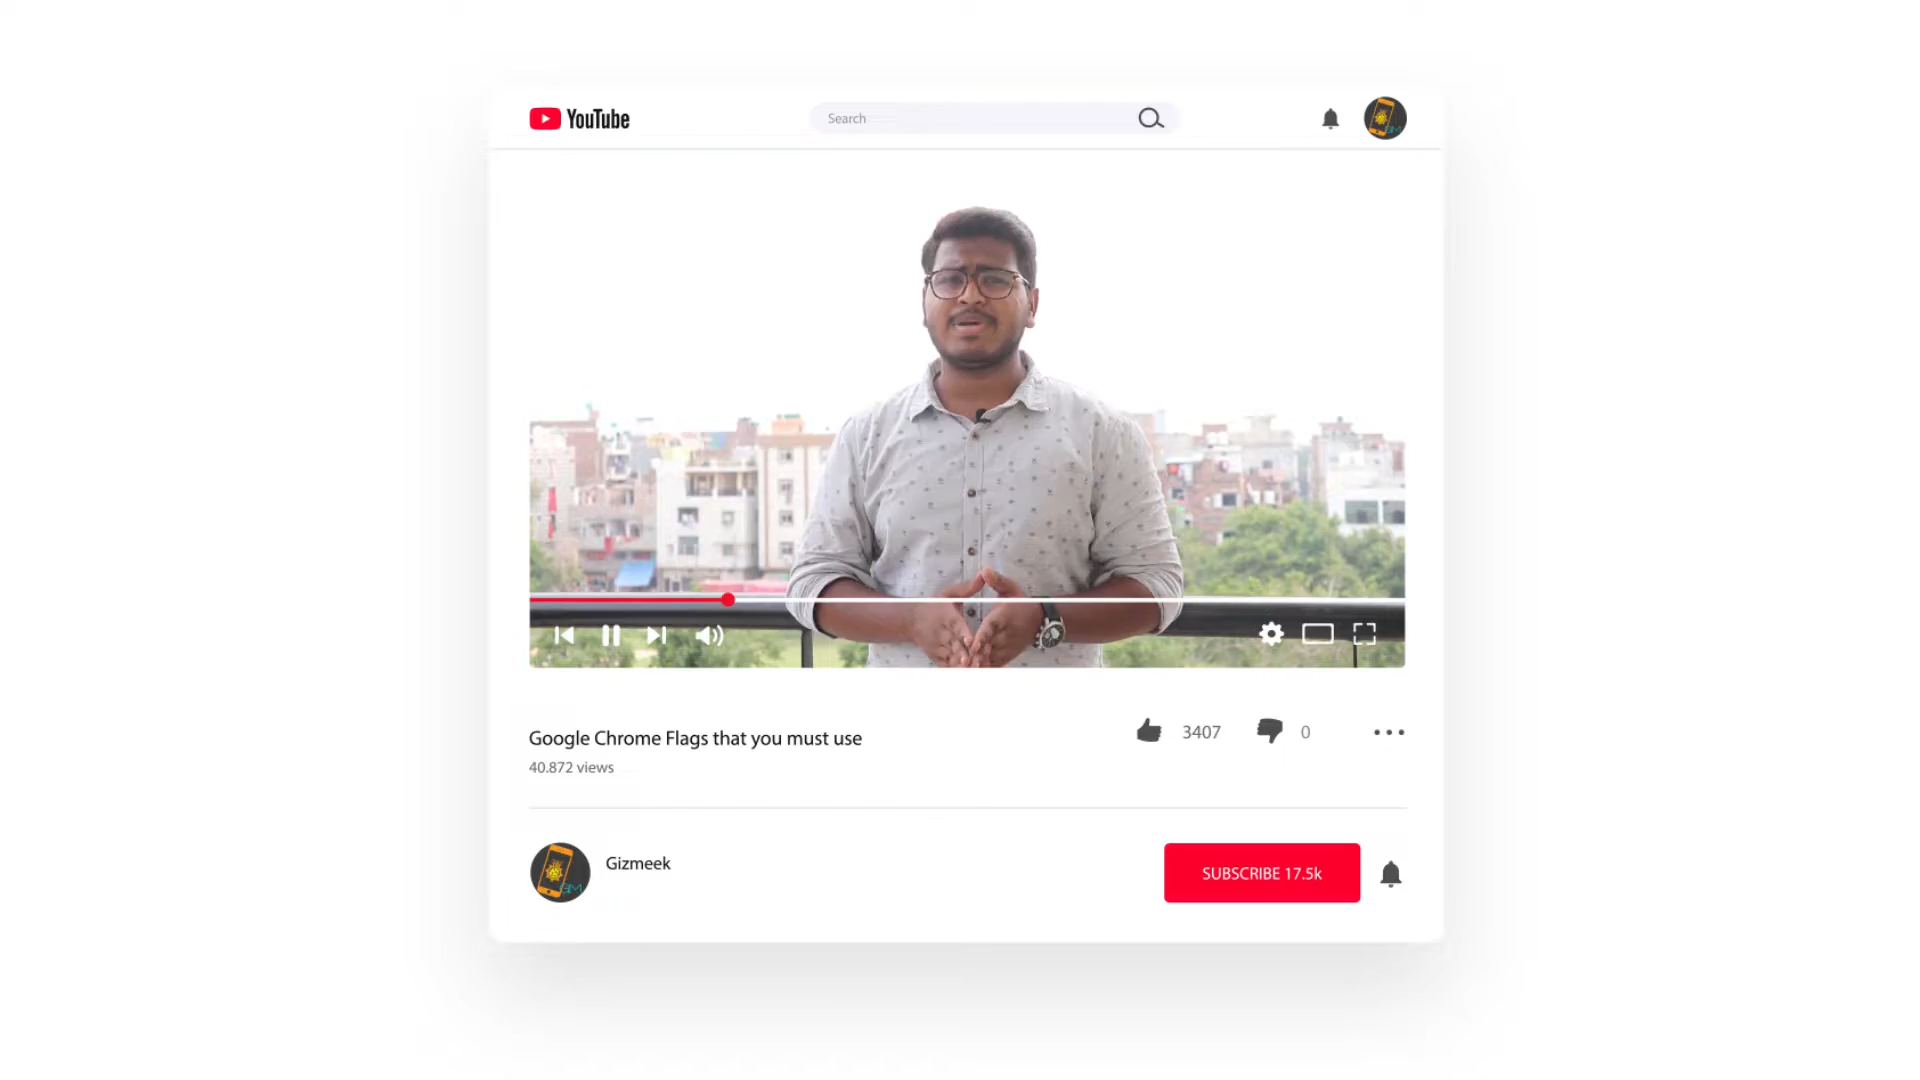 YouTube
Search
Google Chrome Flags that you must use
3407
0
40.872 views
Gizmeek
SUBSCRIBE 17.5k